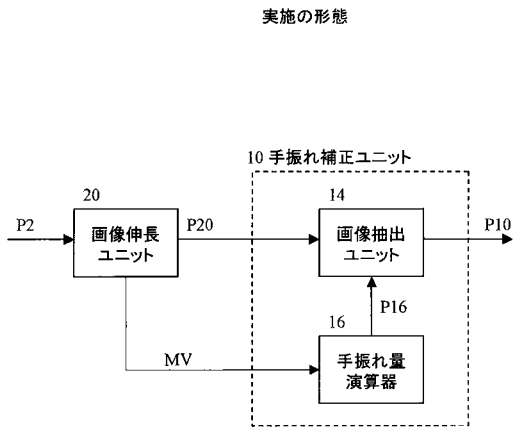 実施の形態
10 手振れ補正ユニット
20
14
P2
画像伸長
ユニット
P20
画像抽出
ユニット
P10
P16
16
MV
手振れ量
演算器